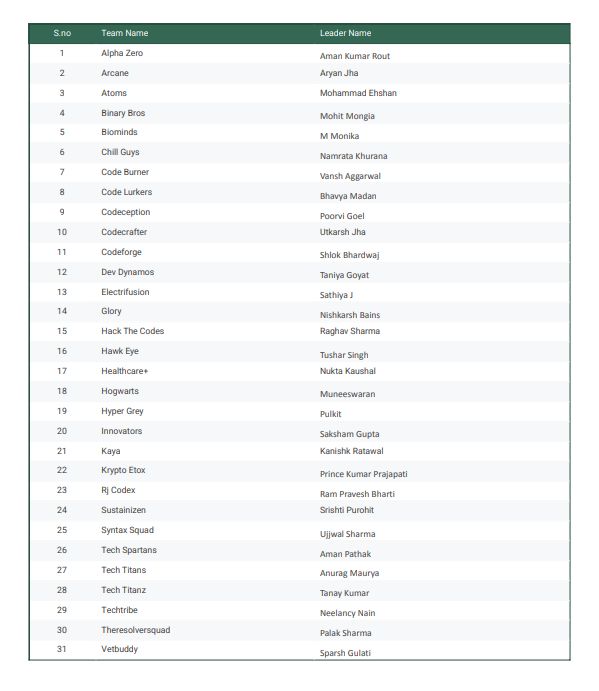 S.no Team Name Leader Name
1 Alpha Zero Aman Kumar Rout
2 Arcane Aryan Jha
3 Atoms Mohammad Ehshan
4 Binary Bros Mohit Mongia
5 Biominds M Monika
6 Chill Guys Namrata Khurana
7 Code Burner Vansh Aggarwal
8 Code Lurkers Bhavya Madan
9 Codeception Poorvi Goel
10 Codecrafter Utkarsh Jha
11 Codeforge Shlok Bhardwaj
12 Dev Dynamos Taniya Goyat
13 Electrifusion Sathiya J
14 Glory Nishkarsh Bains
15 Hack The Codes Raghav Sharma
16 Hawk Eye Tushar Singh
17 Healthcare+ Nukta Kaushal
18 Hogwarts Muneeswaran
19 Hyper Grey Pulkit
20 Innovators Saksham Gupta
21 Kaya Kanishk Ratawal
22 Krypto Etox Prince Kumar Prajapati
23 Rj Codex Ram Pravesh Bharti
24 Sustainizen Srishti Purohit
25 Syntax Squad Ujjwal Sharma
26 Tech Spartans Aman Pathak
27 Tech Titans Anurag Maurya
28 Tech Titanz Tanay Kumar
29 Techtribe Neelancy Nain
30 Theresolversquad Palak Sharma
31 Vetbuddy Sparsh Gulati